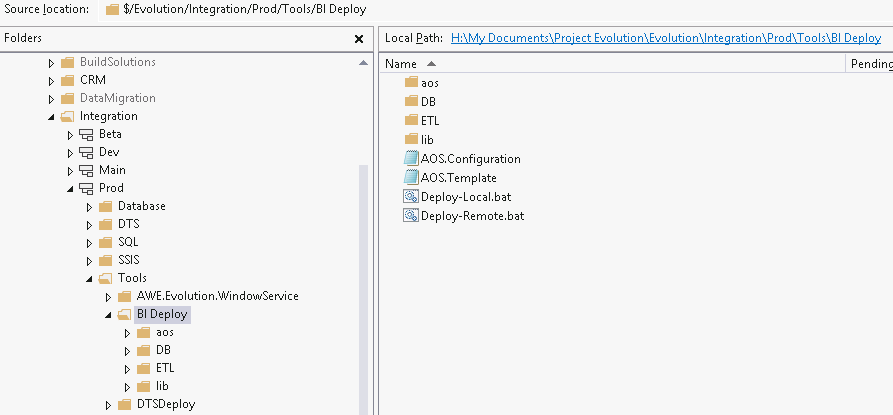 Source location: $/Evolution/Integration/Prod/Tools/BI Deploy
Folders
BuildSolutions
CRM
DataMigration
Integration
Beta
Dev
Main
Prod
Database
DTS
SQL
SSIS
Tools
AWE.Evolution.WindowService
BI Deploy
aos
DB
ETL
lib
DTSDeploy
Local Path: H:\My Documents\Project Evolution\Evolution\Integration\Prod\Tools\BI Deploy
Name Pending
aos
DB
ETL
lib
AOS.Configuration
AOS.Template
Deploy-Local.bat
Deploy-Remote.bat